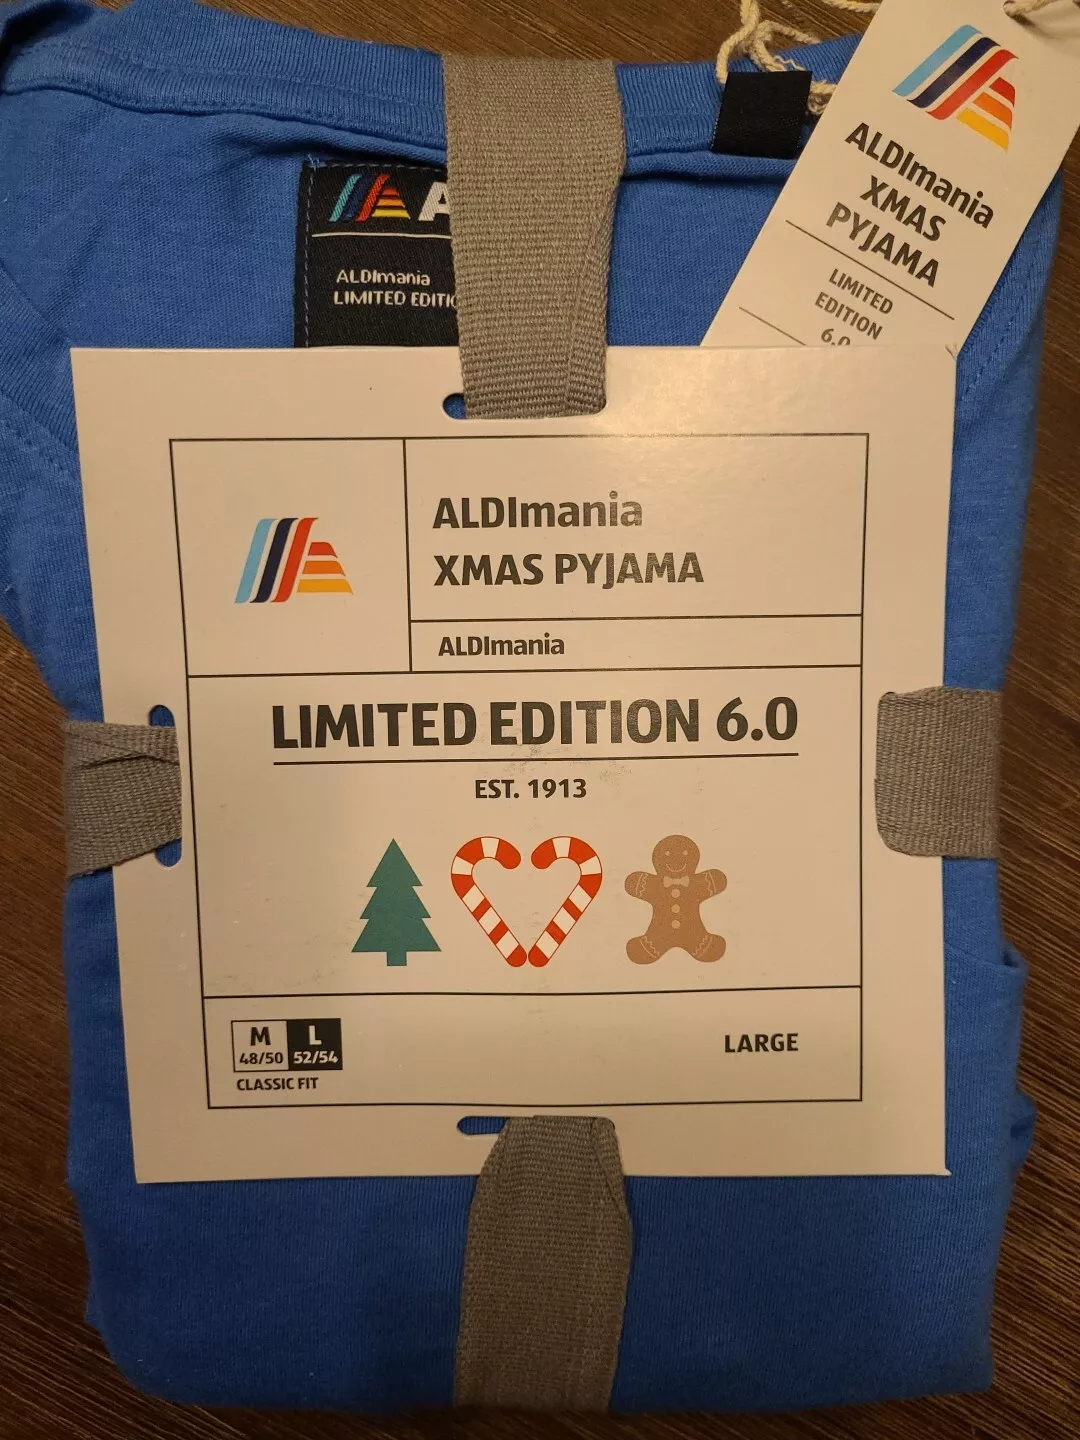 ALDImania
XMAS
PYJAMA
LIMITED
EDITION
6.0
ALDImania
LIMITED
ALDImania
XMAS PYJAMA
ALDImania
LIMITED EDITION 6.0
EST. 1913
M L
48/50 52/54
CLASSIC FIT
LARGE